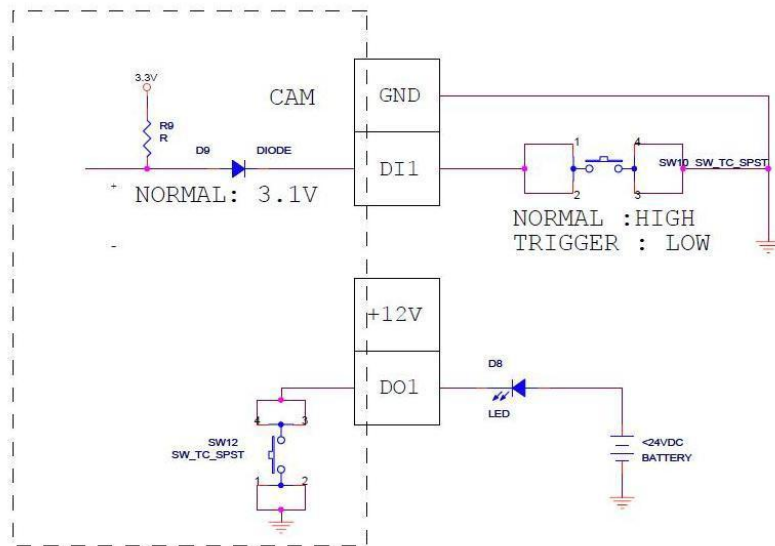 3.3V
CAM
GND
R9
R
D9
DIODE
DI1
1
4
SW10 SW_TC_SPST
2
3
+
NORMAL: 3.1V
-
NORMAL :HIGH
TRIGGER : LOW
+12V
D8
DO1
LED
4
3
SW12
SW_TC_SPST
<24VDC
BATTERY
1
2